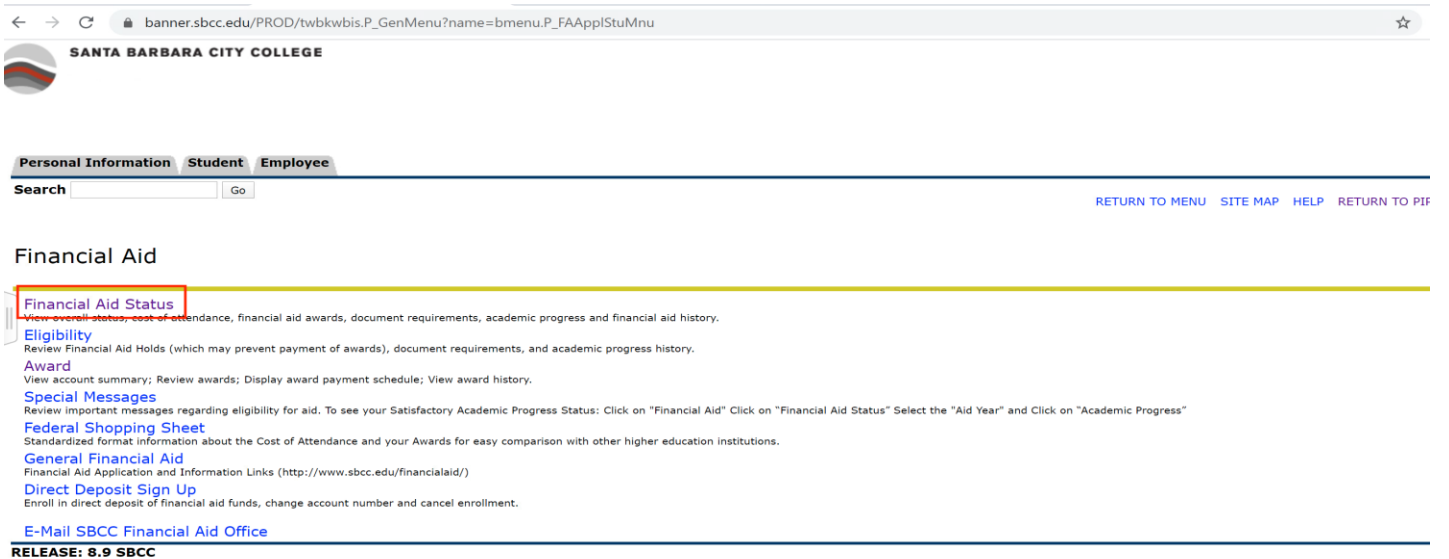 banner.sbcc.edu/PROD/twbkwbis.P_GenMenu?name=bmenu.P_FAApplStuMnu
SANTA BARBARA CITY COLLEGE
Personal Information Student Employee
Search Go
RETURN TO MENU SITE MAP HELP RETURN TO PIP
Financial Aid
Financial Aid Status
View overall status, cost of attendance, financial aid awards, document requirements, academic progress and financial aid history.
Eligibility
Review Financial Aid Holds (which may prevent payment of awards), document requirements, and academic progress history.
Award
View account summary; Review awards; Display award payment schedule; View award history.
Special Messages
Review important messages regarding eligibility for aid. To see your Satisfactory Academic Progress Status: Click on "Financial Aid" Click on "Financial Aid Status" Select the "Aid Year" and Click on "Academic Progress"
Federal Shopping Sheet
Standardized format information about the Cost of Attendance and your Awards for easy comparison with other higher education institutions.
General Financial Aid
Financial Aid Application and Information Links (http://www.sbcc.edu/financialaid/)
Direct Deposit Sign Up
Enroll in direct deposit of financial aid funds, change account number and cancel enrollment.
E-Mail SBCC Financial Aid Office
RELEASE: 8.9 SBCC